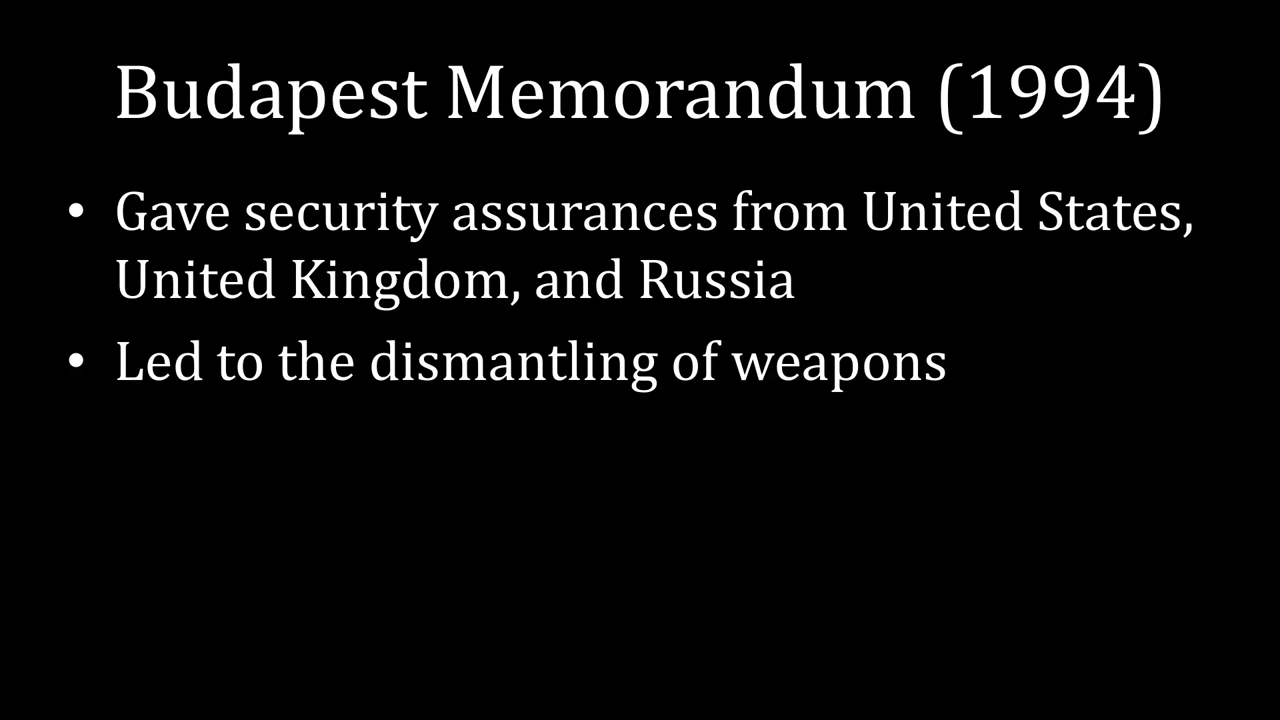 Budapest Memorandum (1994)
• Gave security assurances from United States,
United Kingdom, and Russia
• Led to the dismantling of weapons